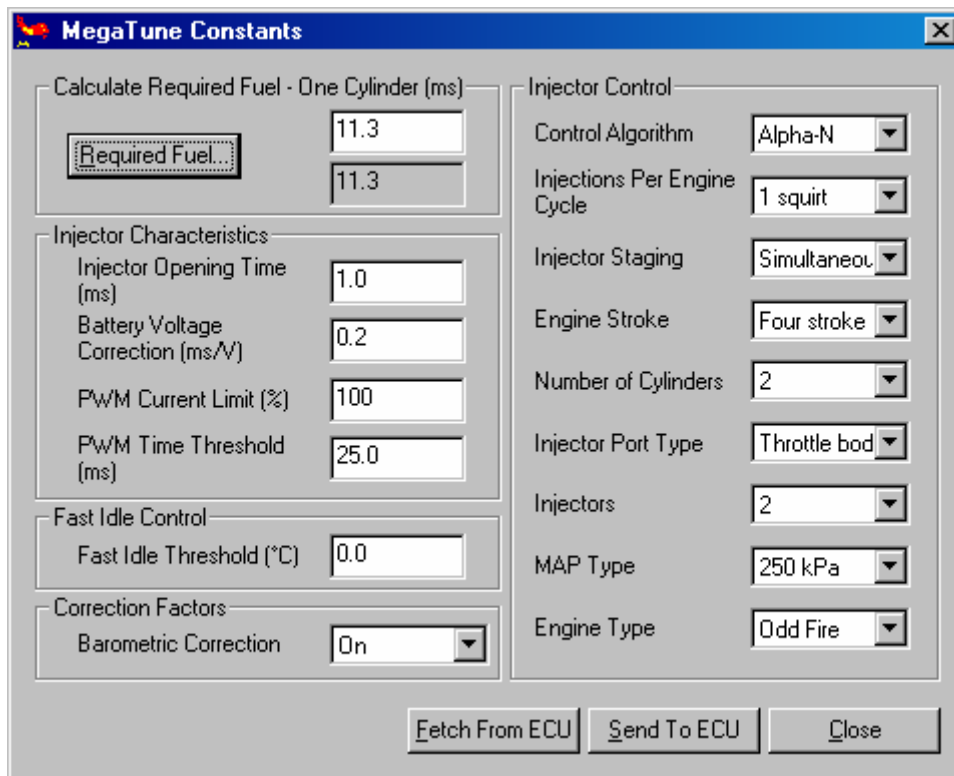 MegaTune Constants
Calculate Required Fuel - One Cylinder (ms)
Required Fuel...
11.3
11.3
Injector Characteristics
Injector Opening Time
(ms)
1.0
Battery Voltage
Correction (ms/V)
0.2
PWM Current Limit (%)
100
PWM Time Threshold
(ms)
25.0
Fast Idle Control
Fast Idle Threshold (°C)
0.0
Correction Factors
Barometric Correction
On
Injector Control
Control Algorithm
Alpha-N
Injections Per Engine
Cycle
1 squirt
Injector Staging
Simultaneou
Engine Stroke
Four stroke
Number of Cylinders
2
Injector Port Type
Throttle bod
Injectors
2
MAP Type
250 kPa
Engine Type
Odd Fire
Fetch From ECU
Send To ECU
Close